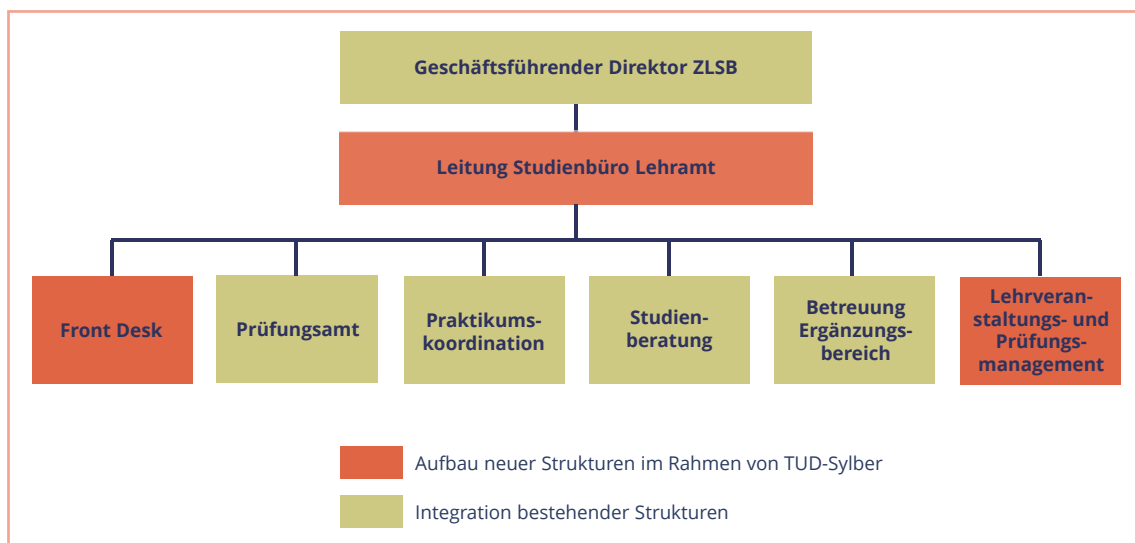 Geschäftsführender Direktor ZLSB
Leitung Studienbüro Lehramt
Front Desk
Prüfungsamt
Praktikums-
koordination
Studien-
beratung
Betreuung
Ergänzungs-
bereich
Lehrveran-
staltungs- und
Prüfungs-
management
Aufbau neuer Strukturen im Rahmen von TUD-Sylber
Integration bestehender Strukturen